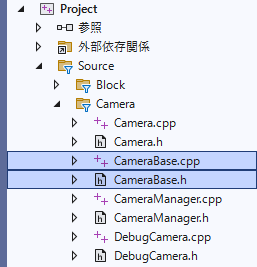 Project
参照
外部依存関係
Source
Block
Camera
Camera.cpp
Camera.h
CameraBase.cpp
CameraBase.h
CameraManager.cpp
CameraManager.h
DebugCamera.cpp
DebugCamera.h